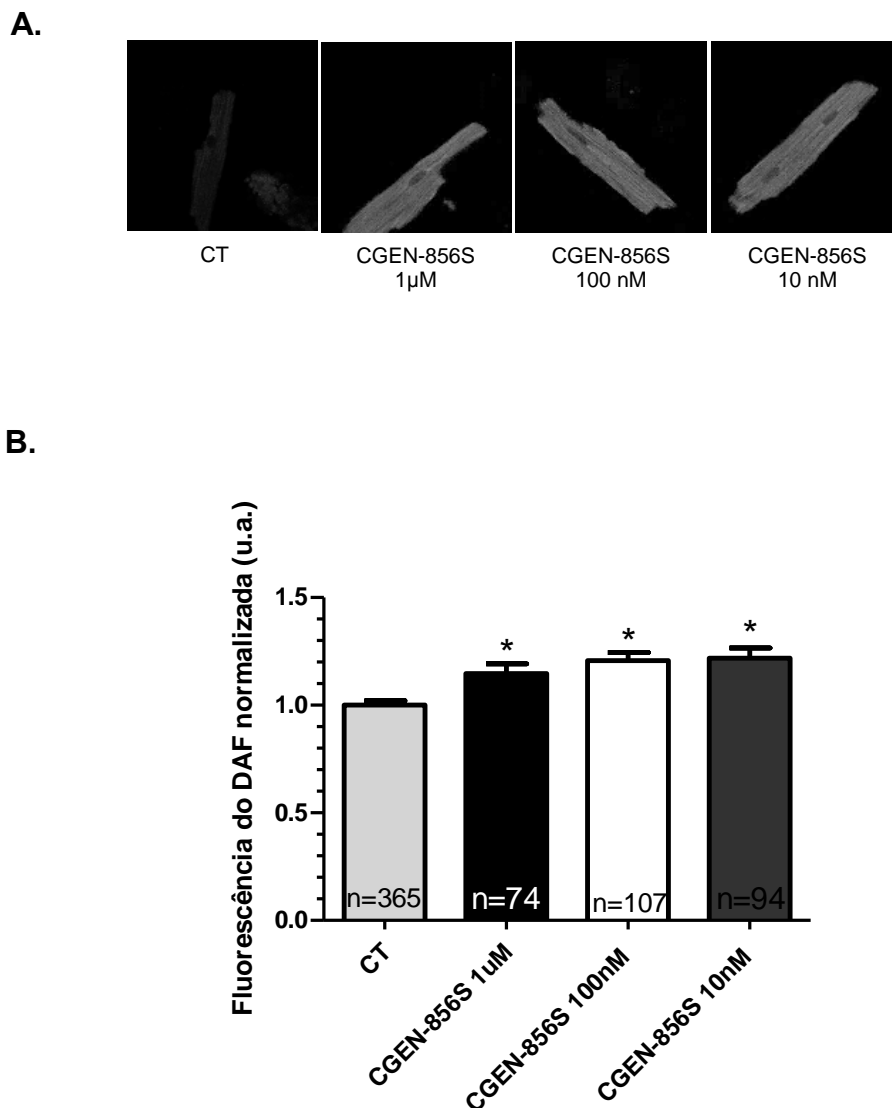 A.
CT
CGEN-856S
1µM
CGEN-856S
100 nM
CGEN-856S
10 nM
B.
Fluorescência do DAF normalizada (u.a.)
1.5
1.0
0.5
0.0
*
*
*
n=365
n=74
n=107
n=94
CT
CGEN-856S 1uM
CGEN-856S 100nM
CGEN-856S 10nM